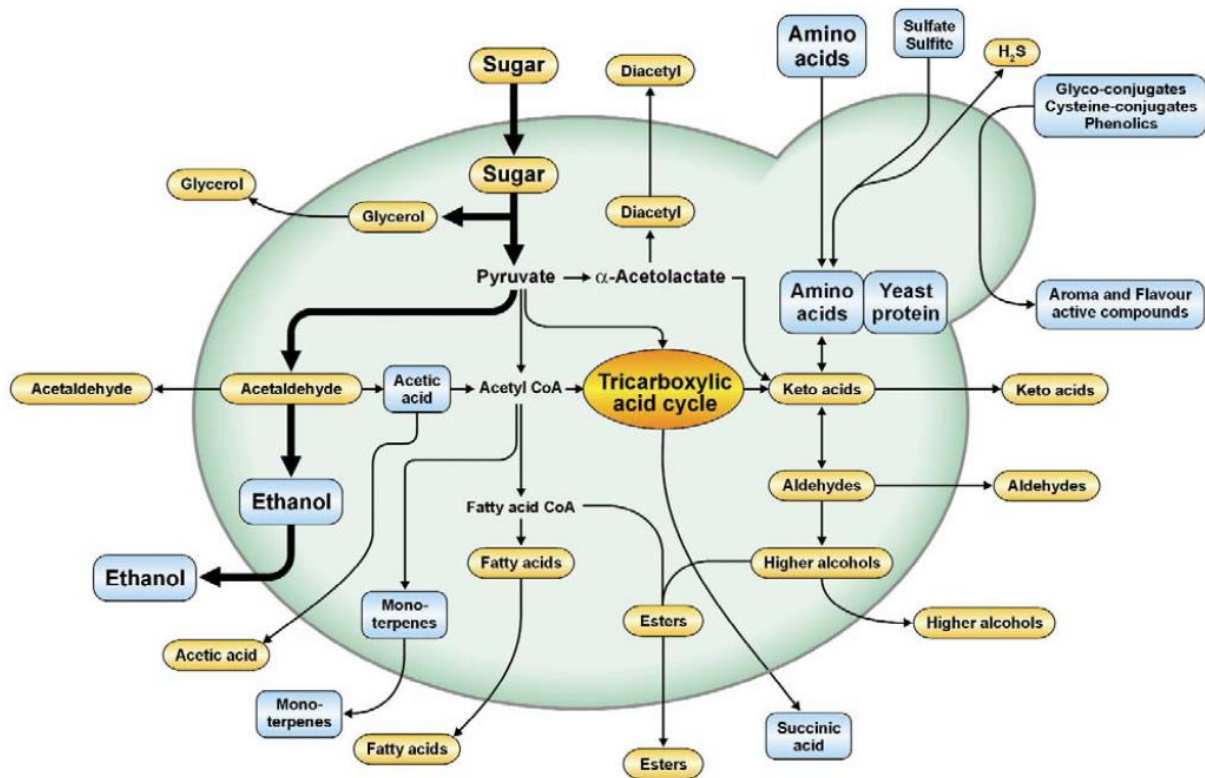 Sugar
Diacetyl
Amino
acids
Sulfate
Sulfite
H₂S
Glyco-conjugates
Cysteine-conjugates
Phenolics
Sugar
Glycerol
Glycerol
Diacetyl
Pyruvate
α-Acetolactate
Amino
acids
Yeast
protein
Aroma and Flavour
active compounds
Acetaldehyde
Acetaldehyde
Acetic
acid
Acetyl CoA
Tricarboxylic
acid cycle
Keto acids
Keto acids
Ethanol
Fatty acid CoA
Aldehydes
Aldehydes
Ethanol
Fatty acids
Higher alcohols
Mono-
terpenes
Esters
Higher alcohols
Acetic acid
Mono-
terpenes
Fatty acids
Esters
Succinic
acid